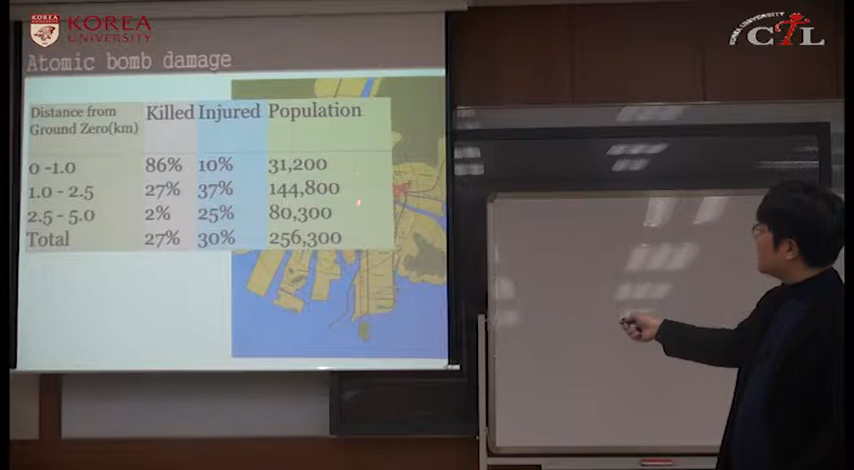 KOREA
KOREA
UNIVERSITY
KOREA UNIVERSITY
CTL
Atomic bomb damage
Distance from
Ground Zero(km)
Killed Injured Population
0 -1.0 86% 10% 31,200
1.0 - 2.5 27% 37% 144,800
2.5 - 5.0 2% 25% 80,300
Total 27% 30% 256,300